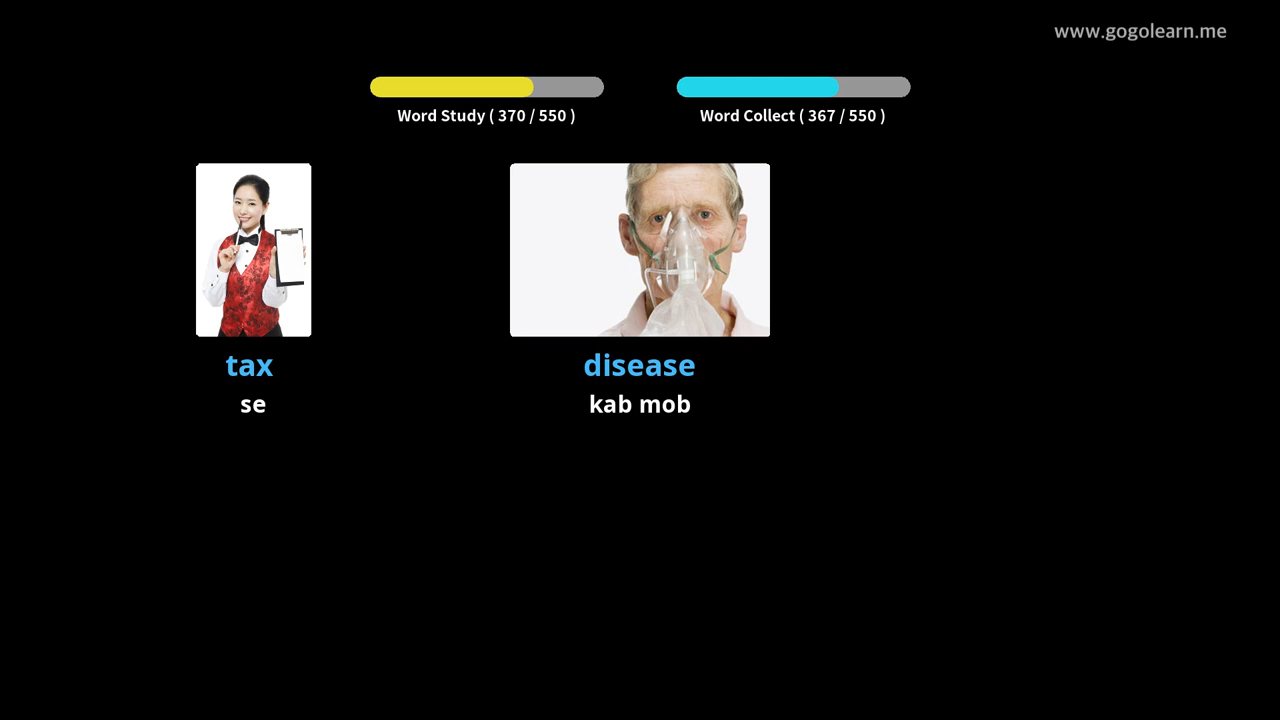 www.gogolearn.me
Word Study ( 370 / 550 )
Word Collect ( 367 / 550 )
tax
se
disease
kab mob